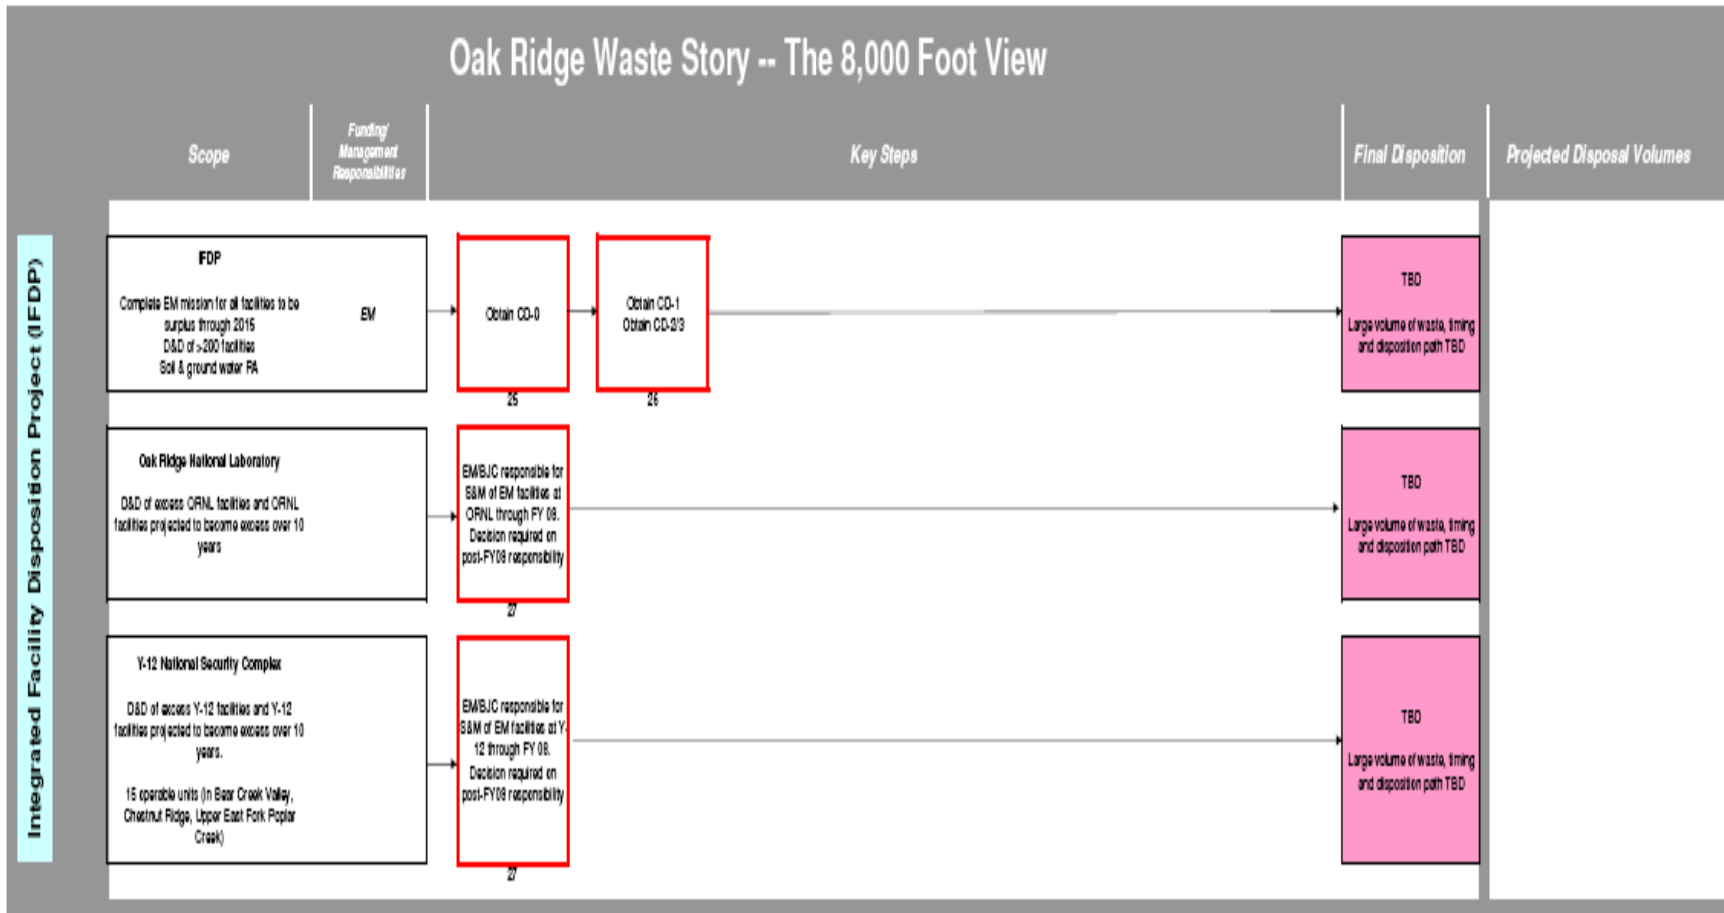 Oak Ridge Waste Story -- The 8,000 Foot View
Scope
Funding/
Management
Responsibilities
Key Steps
Final Disposition
Projected Disposal Volumes
Integrated Facility Disposition Project (IFDP)
IFDP
Complete EM mission for all facilities to be
surplus through 2015
D&D of >200 facilities
Soil & ground water RA
EM
Obtain CD-0
25
Obtain CD-1
Obtain CD-2/3
26
TBD
Large volume of waste, timing
and disposition path TBD
Oak Ridge National Laboratory
D&D of excess ORNL facilities and ORNL
facilities projected to become excess over 10
years
EM/BJC responsible for
S&M of EM facilities at
ORNL through FY 08.
Decision required on
post-FY08 responsibility
27
TBD
Large volume of waste, timing
and disposition path TBD
Y-12 National Security Complex
D&D of excess Y-12 facilities and Y-12
facilities projected to become excess over 10
years.
15 operable units (in Bear Creek Valley,
Chestnut Ridge, Upper East Fork Poplar
Creek)
EM/BJC responsible for
S&M of EM facilities at Y-
12 through FY 08.
Decision required on
post-FY08 responsibility
27
TBD
Large volume of waste, timing
and disposition path TBD